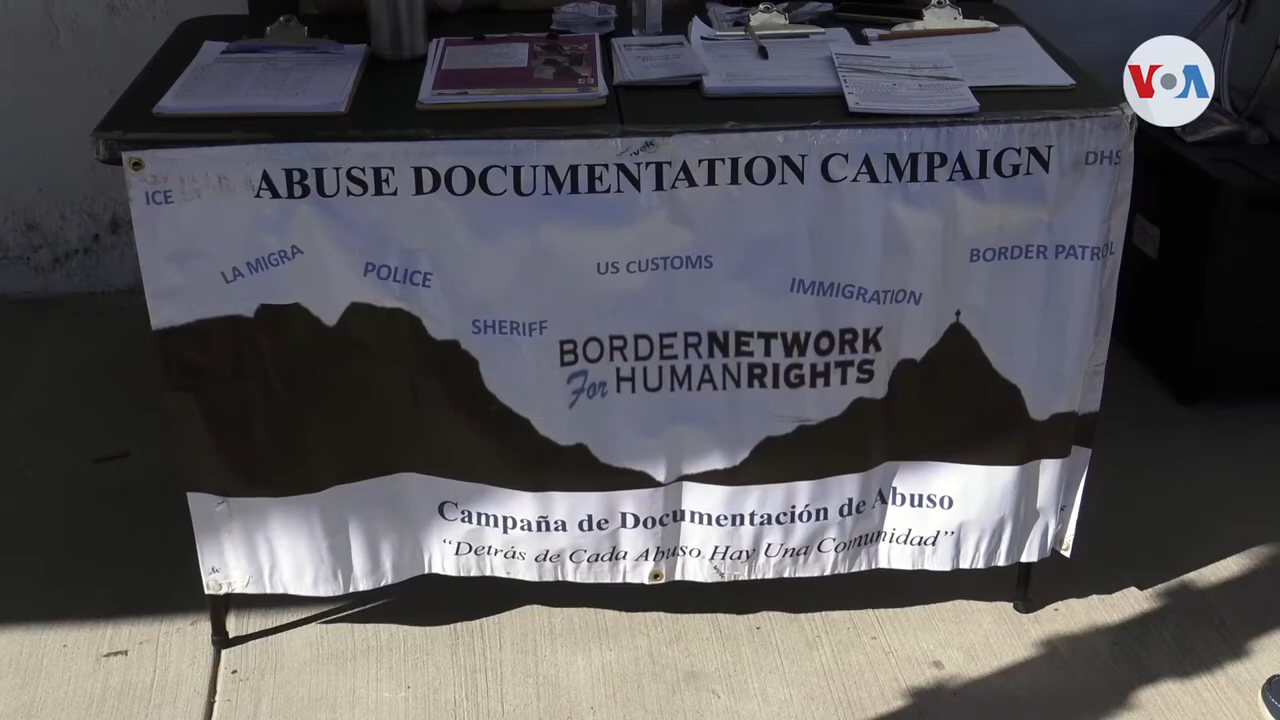 VOA
ABUSE DOCUMENTATION CAMPAIGN
DHS
ICE
LA MIGRA
POLICE
US CUSTOMS
BORDER PATROL
IMMIGRATION
SHERIFF
BORDERNETWORK
For HUMANRIGHTS
Campaña de Documentación de Abuso
“Detrás de Cada Abuso Hay Una Comunidad”